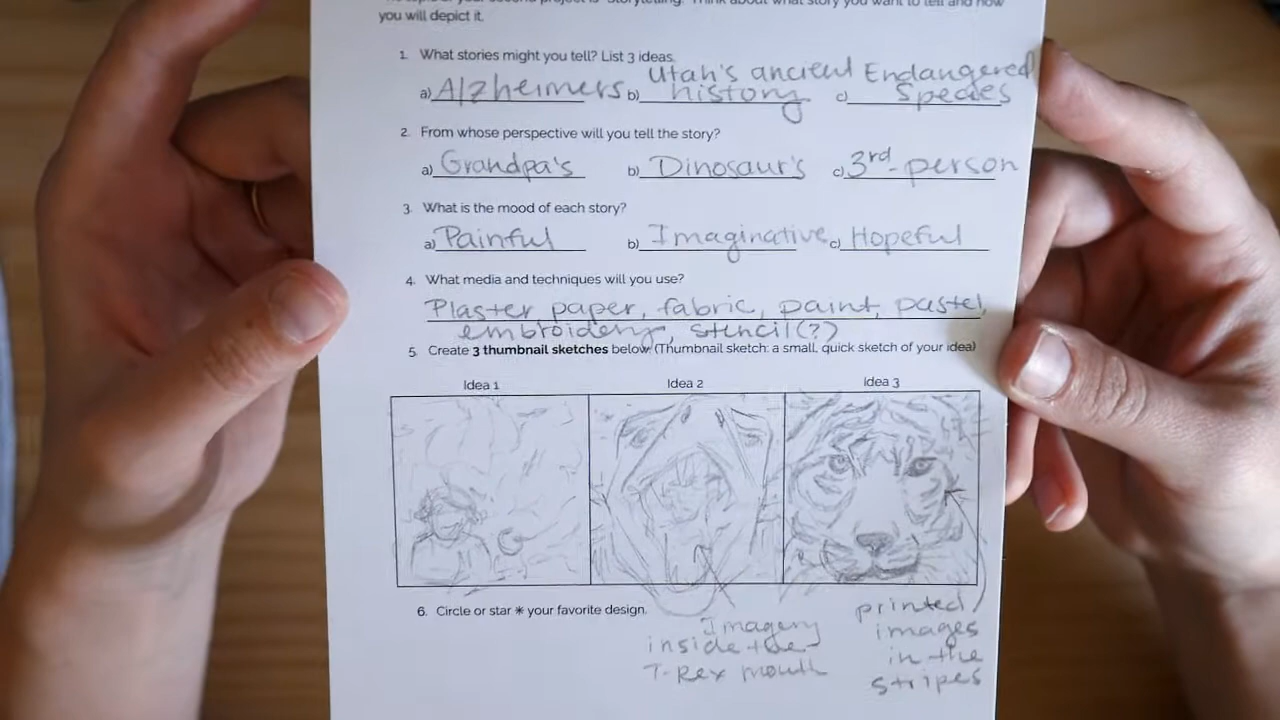 you will depict it.
1. What stories might you tell? List 3 ideas.
a) Alzheimers b) Utah's ancient history c) Endangered Species
2. From whose perspective will you tell the story?
a) Grandpa's b) Dinosaur's c) 3rd-person
3. What is the mood of each story?
a) Painful b) Imaginative c) Hopeful
4. What media and techniques will you use?
Plaster, paper, fabric, paint, pastel,
embroidery, stencil(?)
5. Create 3 thumbnail sketches below (Thumbnail sketch: a small, quick sketch of your idea)
Idea 1 Idea 2 Idea 3
6. Circle or star * your favorite design.
Imagery
inside the
T-Rex mouth
printed
images
in the
stripes